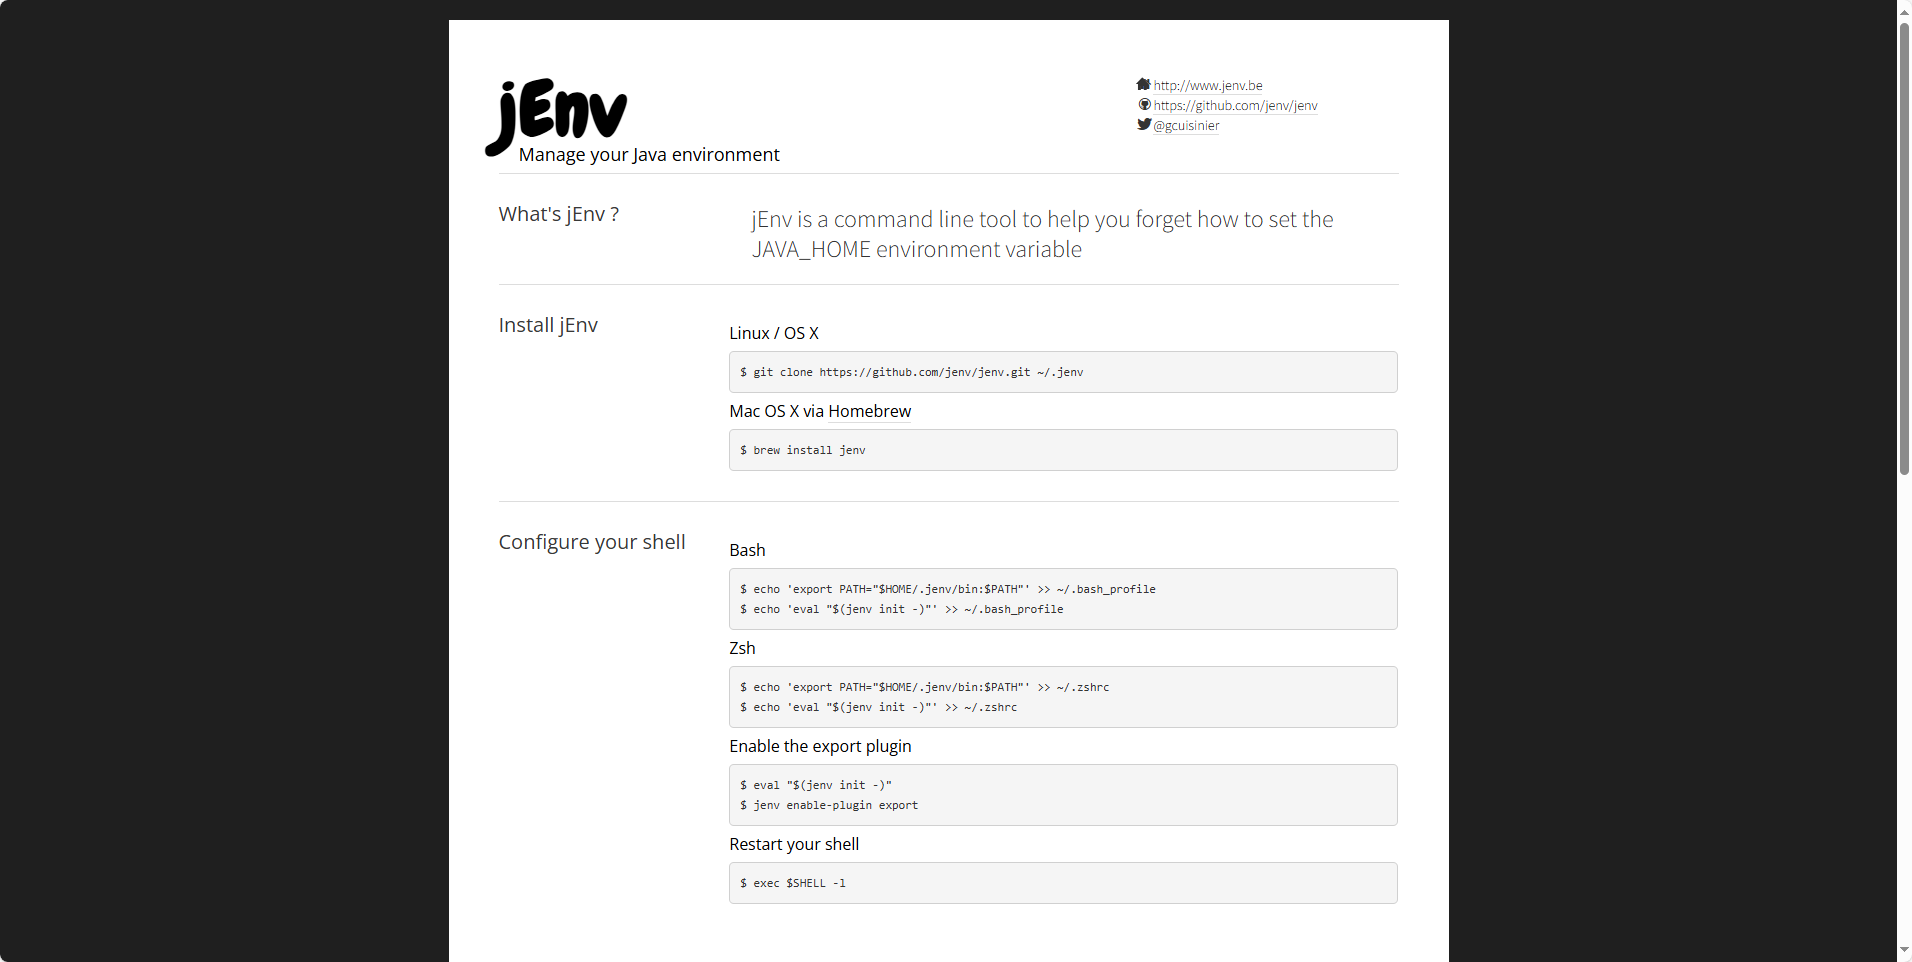 jEnv
Manage your Java environment
http://www.jenv.be
https://github.com/jenv/jenv
@gcuisinier
What's jEnv ?
jEnv is a command line tool to help you forget how to set the
JAVA_HOME environment variable
Install jEnv
Linux / OS X
$ git clone https://github.com/jenv/jenv.git ~/.jenv
Mac OS X via Homebrew
$ brew install jenv
Configure your shell
Bash
$ echo 'export PATH="$HOME/.jenv/bin:$PATH"' >> ~/.bash_profile
$ echo 'eval "$(jenv init -)"' >> ~/.bash_profile
Zsh
$ echo 'export PATH="$HOME/.jenv/bin:$PATH"' >> ~/.zshrc
$ echo 'eval "$(jenv init -)"' >> ~/.zshrc
Enable the export plugin
$ eval "$(jenv init -)"
$ jenv enable-plugin export
Restart your shell
$ exec $SHELL -l